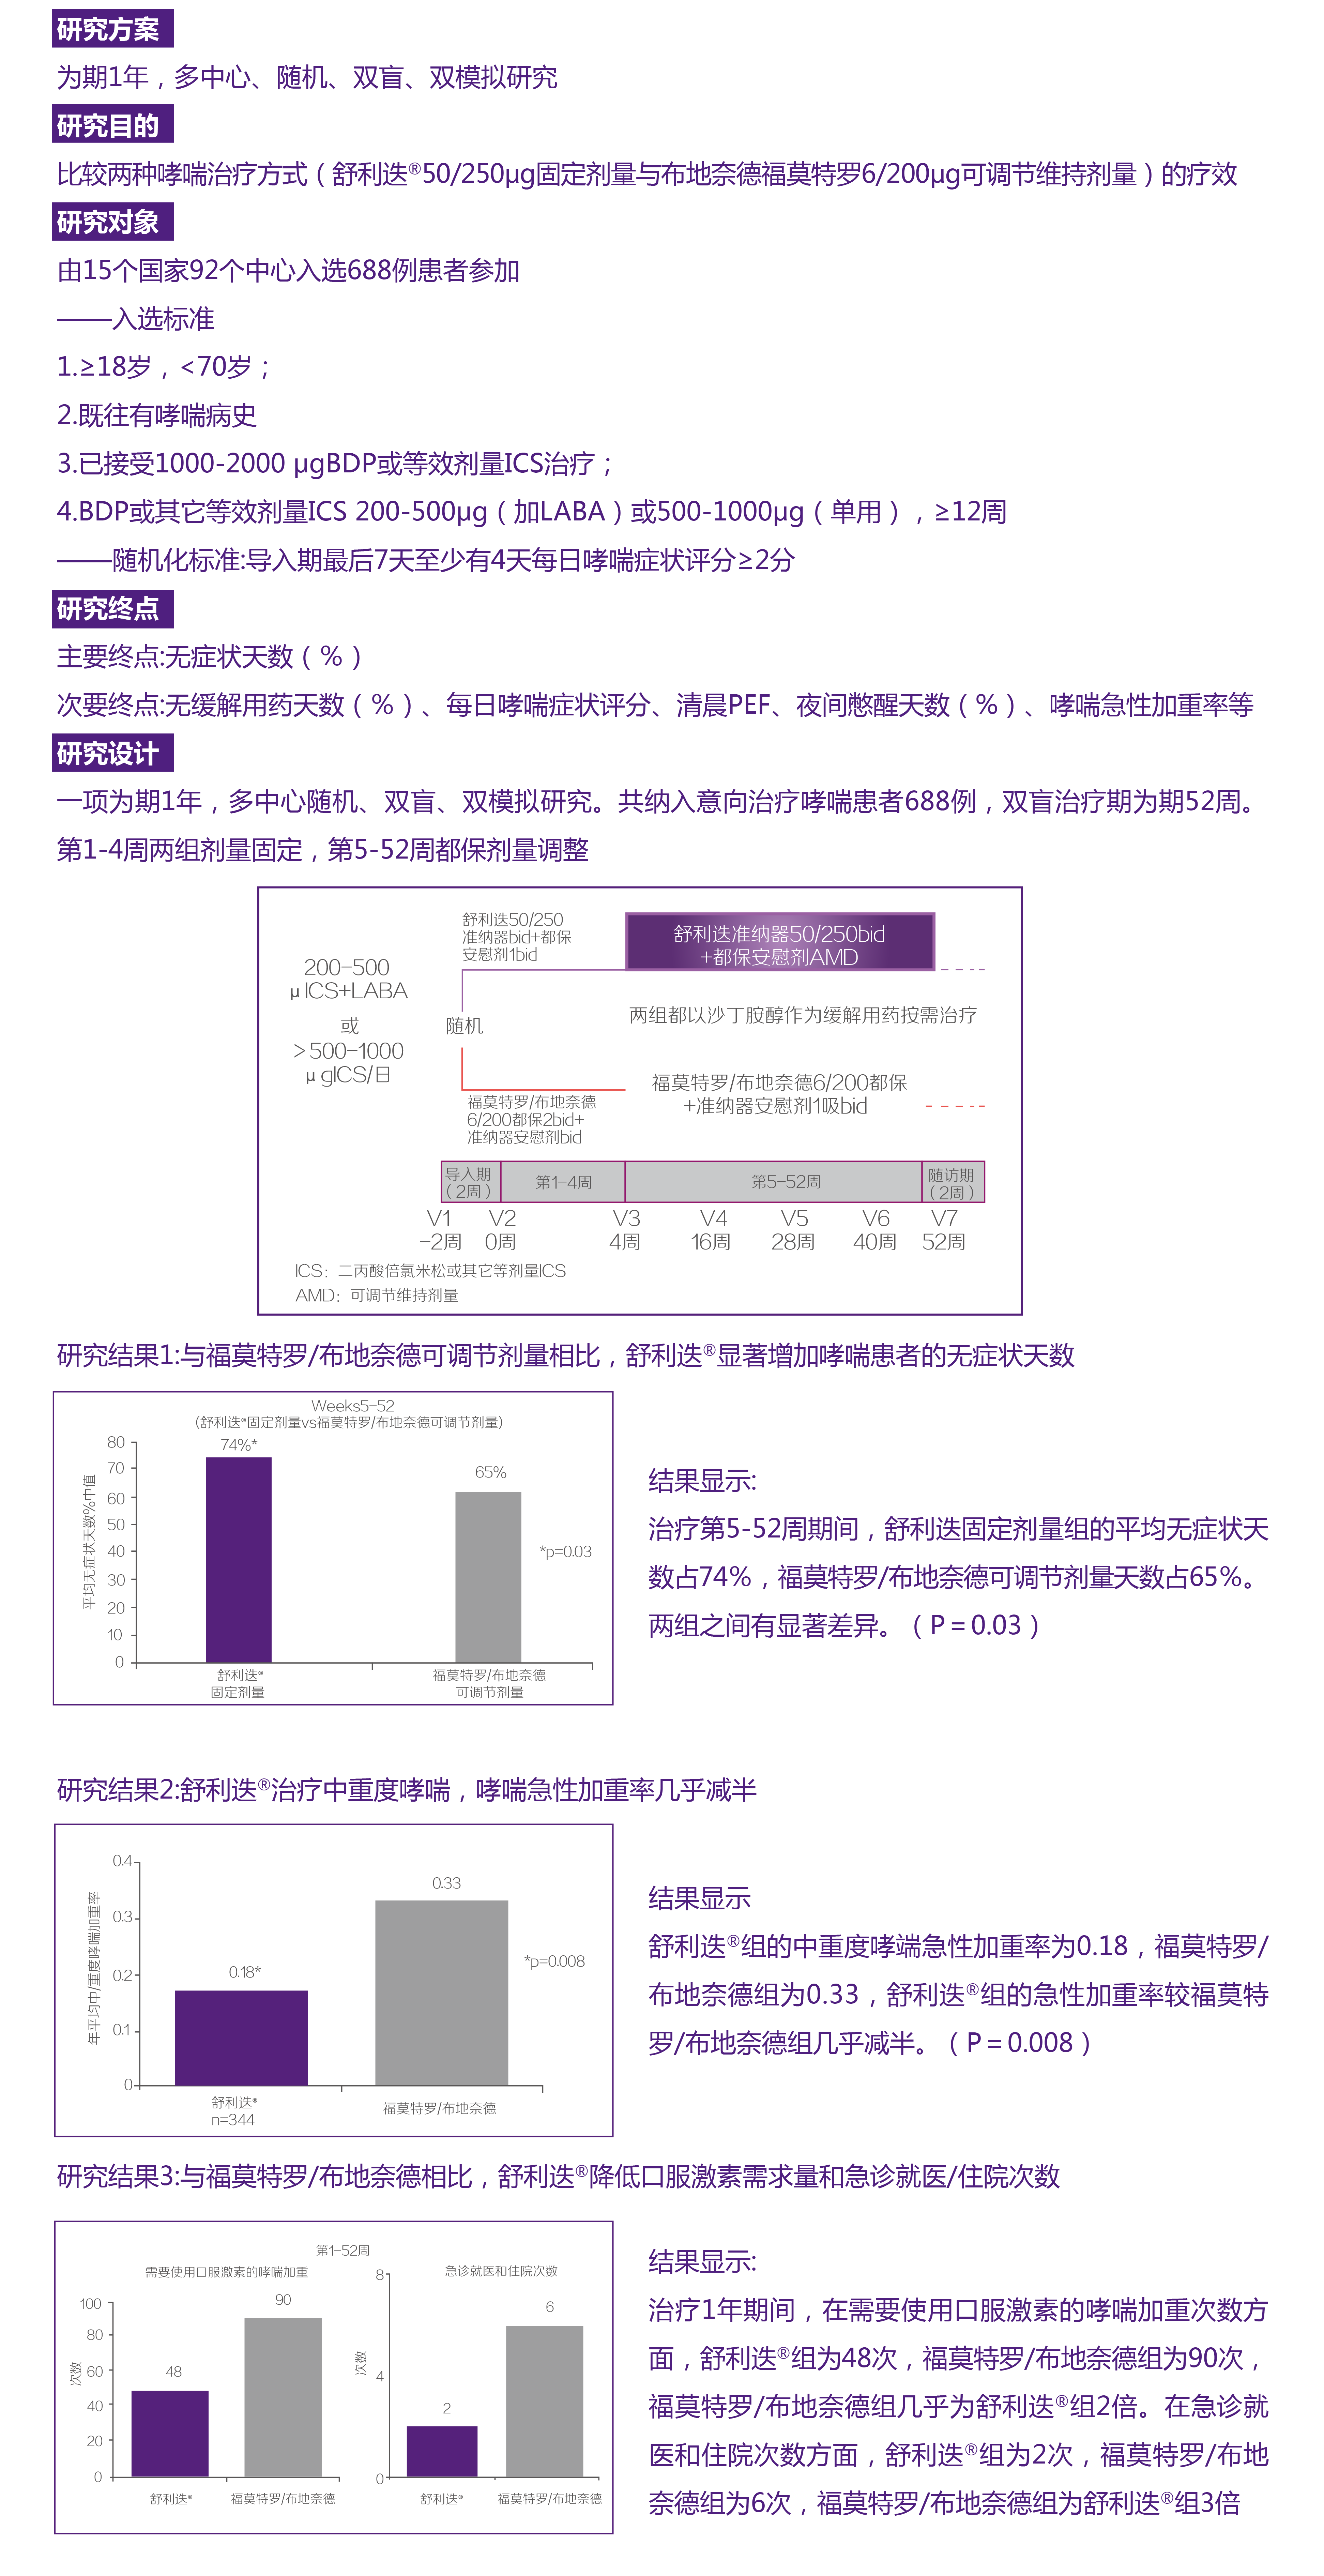 研究方案
为期1年，多中心、随机、双盲、双模拟研究
研究目的
比较两种哮喘治疗方式（舒利迭®50/250μg固定剂量与布地奈德福莫特罗6/200μg可调节维持剂量）的疗效
研究对象
由15个国家92个中心入选688例患者参加
——入选标准
1.≥18岁，<70岁；
2.既往有哮喘病史
3.已接受1000-2000 μgBDP或等效剂量ICS治疗；
4.BDP或其它等效剂量ICS 200-500μg（加LABA）或500-1000μg（单用），≥12周
——随机化标准:导入期最后7天至少有4天每日哮喘症状评分≥2分
研究终点
主要终点:无症状天数（%）
次要终点:无缓解用药天数（%）、每日哮喘症状评分、清晨PEF、夜间憋醒天数（%）、哮喘急性加重率等
研究设计
一项为期1年，多中心随机、双盲、双模拟研究。共纳入意向治疗哮喘患者688例，双盲治疗期为期52周。
第1-4周两组剂量固定，第5-52周都保剂量调整
舒利迭50/250
准纳器bid+都保
安慰剂1bid
舒利迭准纳器50/250bid
+都保安慰剂AMD
200-500
μ ICS+LABA
或
>500-1000
μ gICS/日
随机
两组都以沙丁胺醇作为缓解用药按需治疗
福莫特罗/布地奈德6/200都保
+准纳器安慰剂1吸bid
福莫特罗/布地奈德
6/200都保2bid+
准纳器安慰剂bid
导入期
（2周）
第1-4周
第5-52周
随访期
（2周）
V1 V2 V3 V4 V5 V6 V7
-2周 0周 4周 16周 28周 40周 52周
ICS：二丙酸倍氯米松或其它等剂量ICS
AMD：可调节维持剂量
研究结果1:与福莫特罗/布地奈德可调节剂量相比，舒利迭®显著增加哮喘患者的无症状天数
Weeks5-52
(舒利迭®固定剂量vs福莫特罗/布地奈德可调节剂量)
平均无症状天数%中值
80
70
60
50
40
30
20
10
0
74%*
65%
*p=0.03
舒利迭®
固定剂量
福莫特罗/布地奈德
可调节剂量
结果显示:
治疗第5-52周期间，舒利迭固定剂量组的平均无症状天
数占74%，福莫特罗/布地奈德可调节剂量天数占65%。
两组之间有显著差异。（P＝0.03）
研究结果2:舒利迭®治疗中重度哮喘，哮喘急性加重率几乎减半
年平均中/重度哮喘加重率
0.4
0.3
0.2
0.1
0
0.18*
0.33
*p=0.008
舒利迭®
n=344
福莫特罗/布地奈德
结果显示
舒利迭®组的中重度哮喘急性加重率为0.18，福莫特罗/
布地奈德组为0.33，舒利迭®组的急性加重率较福莫特
罗/布地奈德组几乎减半。（P＝0.008）
研究结果3:与福莫特罗/布地奈德相比，舒利迭®降低口服激素需求量和急诊就医/住院次数
第1-52周
需要使用口服激素的哮喘加重
次数
100
80
60
40
20
0
48
90
舒利迭®
福莫特罗/布地奈德
急诊就医和住院次数
次数
8
4
0
2
6
舒利迭®
福莫特罗/布地奈德
结果显示:
治疗1年期间，在需要使用口服激素的哮喘加重次数方
面，舒利迭®组为48次，福莫特罗/布地奈德组为90次，
福莫特罗/布地奈德组几乎为舒利迭®组2倍。在急诊就
医和住院次数方面，舒利迭®组为2次，福莫特罗/布地
奈德组为6次，福莫特罗/布地奈德组为舒利迭®组3倍